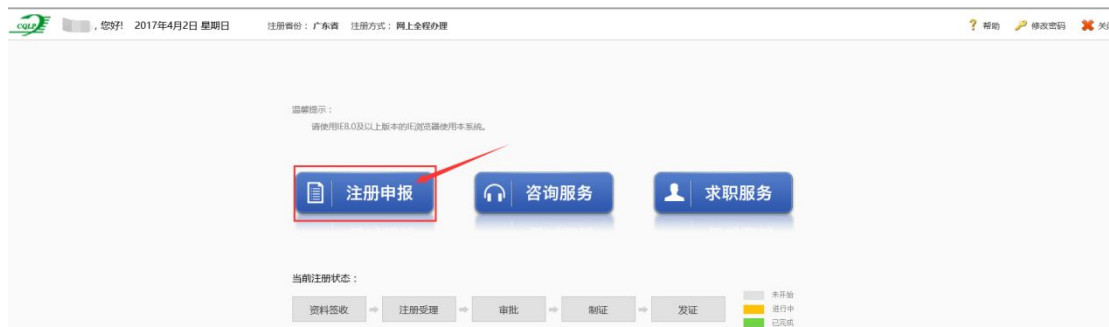 CQLP ，您好! 2017年4月2日 星期日 注册省份：广东省 注册方式：网上全程办理 ? 帮助 修改密码
温馨提示：
请使用IE8.0及以上版本的IE浏览器使用本系统。
注册申报 咨询服务 求职服务
当前注册状态：
未开始
资料签收 注册受理 审批 制证 发证 进行中
已完成